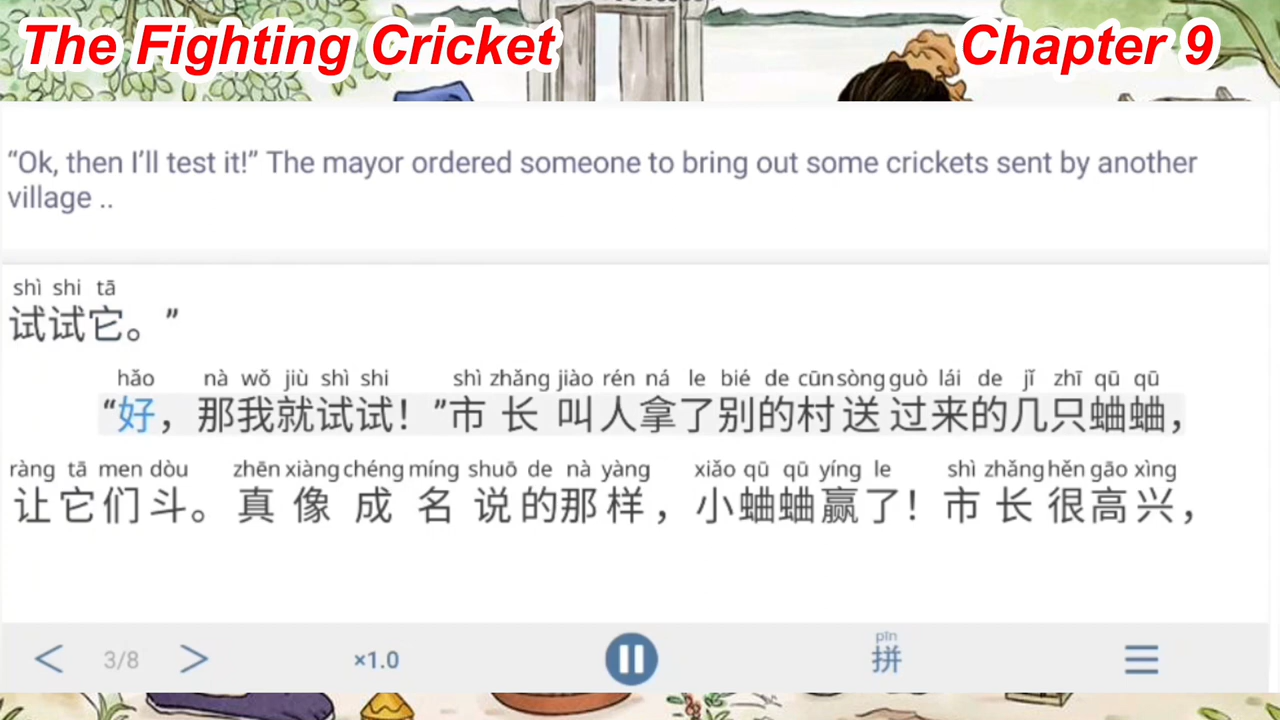 The Fighting Cricket
Chapter 9
“Ok, then I’ll test it!” The mayor ordered someone to bring out some crickets sent by another
village ..
shì shi tā
试试它。”
hǎo nà wǒ jiù shì shi shì zhǎng jiào rén ná le bié de cūn sòng guò lái de jǐ zhī qū qū
“好，那我就试试！”市长叫人拿了别的村送过来的几只蛐蛐，
ràng tā men dòu zhēn xiàng chéng míng shuō de nà yàng xiǎo qū qū yíng le shì zhǎng hěn gāo xìng
让它们斗。真像成名说的那样，小蛐蛐赢了！市长很高兴，
< 3/8 > ×1.0 pīn
拼